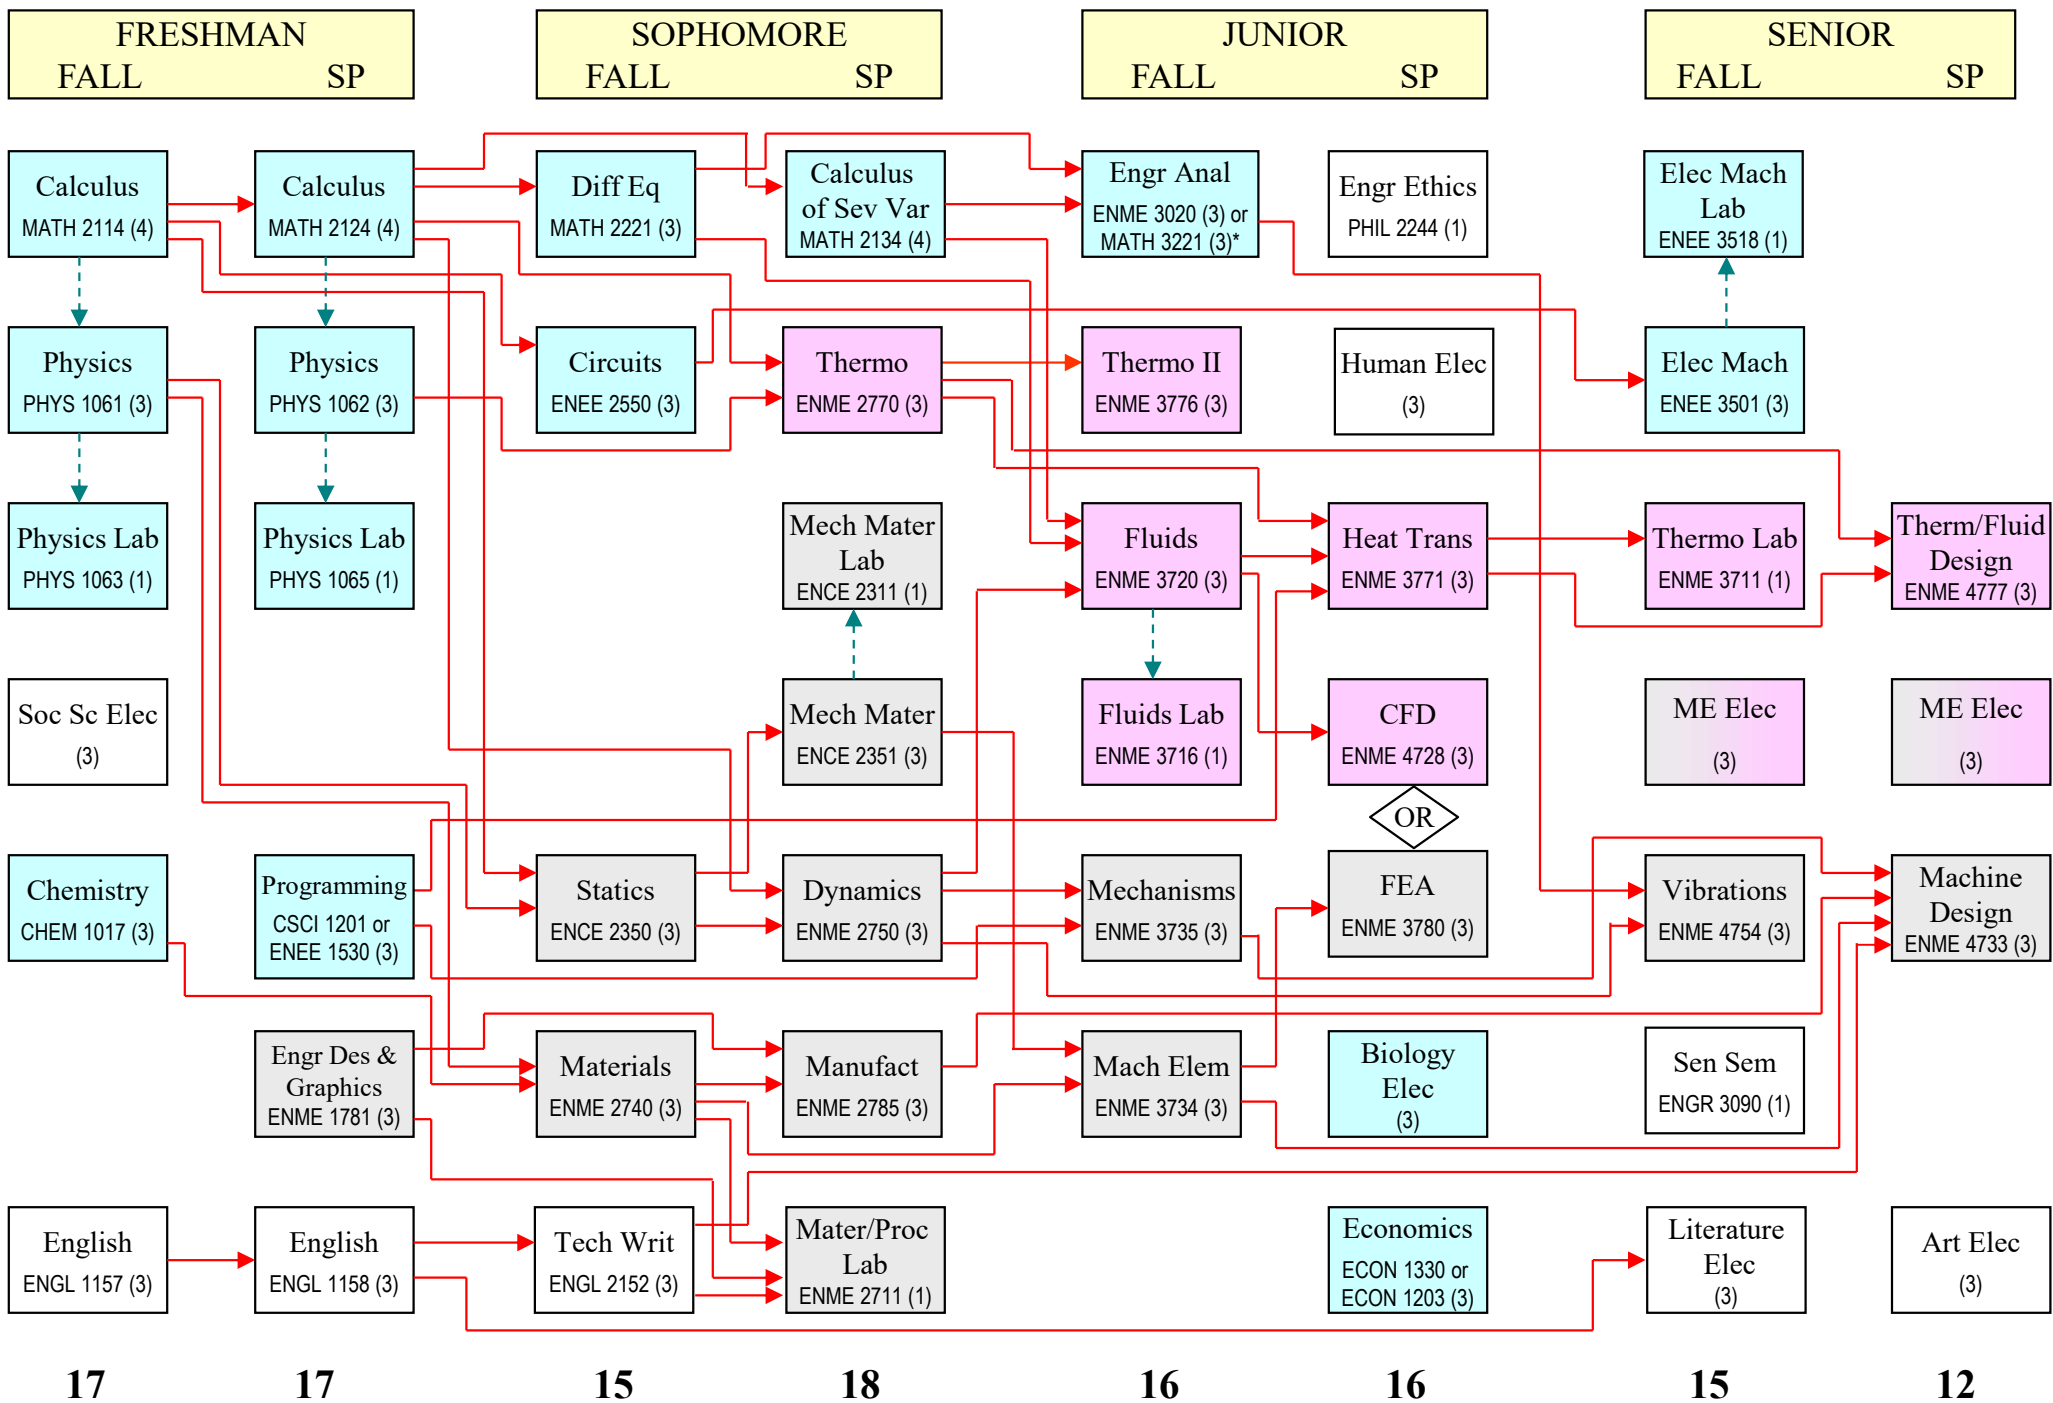 FRESHMAN
FALL SP
SOPHOMORE
FALL SP
JUNIOR
FALL SP
SENIOR
FALL SP
Calculus
MATH 2114 (4)
Calculus
MATH 2124 (4)
Diff Eq
MATH 2221 (3)
Calculus
of Sev Var
MATH 2134 (4)
Engr Anal
ENME 3020 (3) or
MATH 3221 (3)*
Engr Ethics
PHIL 2244 (1)
Elec Mach
Lab
ENEE 3518 (1)
Physics
PHYS 1061 (3)
Physics
PHYS 1062 (3)
Circuits
ENEE 2550 (3)
Thermo
ENME 2770 (3)
Thermo II
ENME 3776 (3)
Human Elec
(3)
Elec Mach
ENEE 3501 (3)
Physics Lab
PHYS 1063 (1)
Physics Lab
PHYS 1065 (1)
Mech Mater
Lab
ENCE 2311 (1)
Fluids
ENME 3720 (3)
Heat Trans
ENME 3771 (3)
Thermo Lab
ENME 3711 (1)
Therm/Fluid
Design
ENME 4777 (3)
Soc Sc Elec
(3)
Mech Mater
ENCE 2351 (3)
Fluids Lab
ENME 3716 (1)
CFD
ENME 4728 (3)
ME Elec
(3)
ME Elec
(3)
OR
Chemistry
CHEM 1017 (3)
Programming
CSCI 1201 or
ENEE 1530 (3)
Statics
ENCE 2350 (3)
Dynamics
ENME 2750 (3)
Mechanisms
ENME 3735 (3)
FEA
ENME 3780 (3)
Vibrations
ENME 4754 (3)
Machine
Design
ENME 4733 (3)
Engr Des &
Graphics
ENME 1781 (3)
Materials
ENME 2740 (3)
Manufact
ENME 2785 (3)
Mach Elem
ENME 3734 (3)
Biology
Elec
(3)
Sen Sem
ENGR 3090 (1)
English
ENGL 1157 (3)
English
ENGL 1158 (3)
Tech Writ
ENGL 2152 (3)
Mater/Proc
Lab
ENME 2711 (1)
Economics
ECON 1330 or
ECON 1203 (3)
Literature
Elec
(3)
Art Elec
(3)
17 17 15 18 16 16 15 12